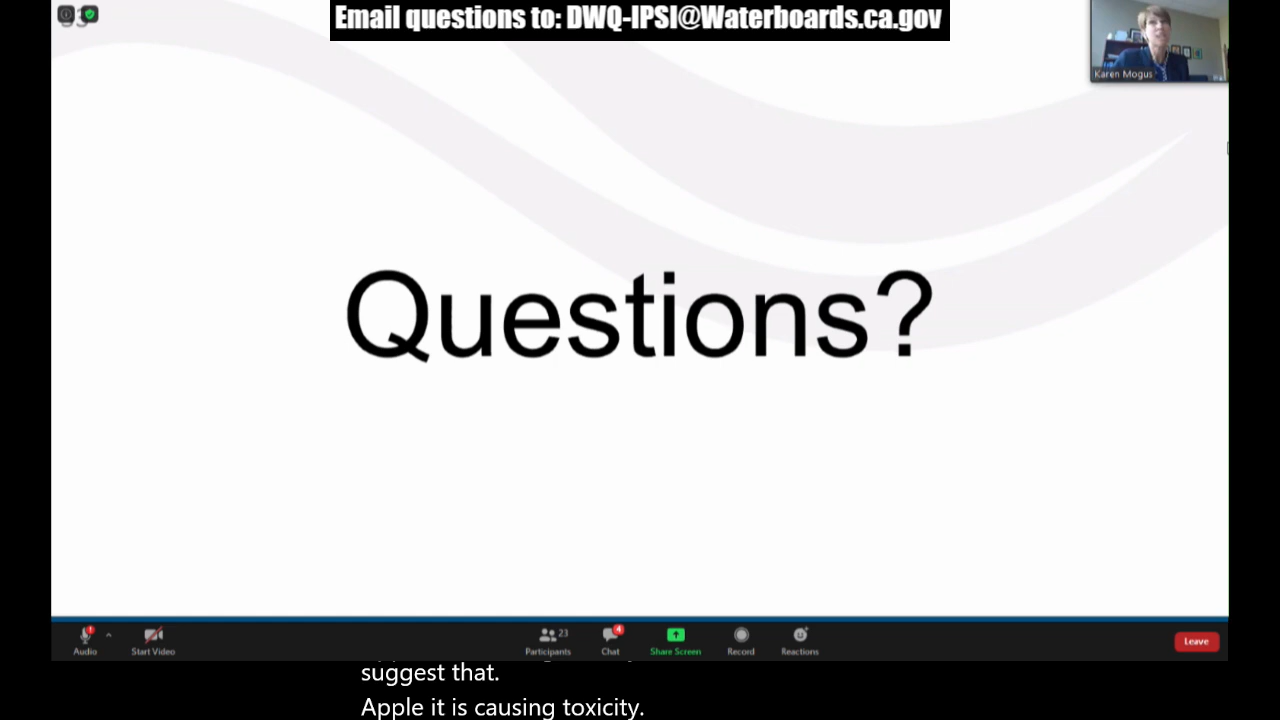 Email questions to: DWQ-IPSI@Waterboards.ca.gov
Karen Mogus
Questions?
1
4
23
Audio
Start Video
Participants
Chat
Share Screen
Record
Reactions
Leave
suggest that.
Apple it is causing toxicity.